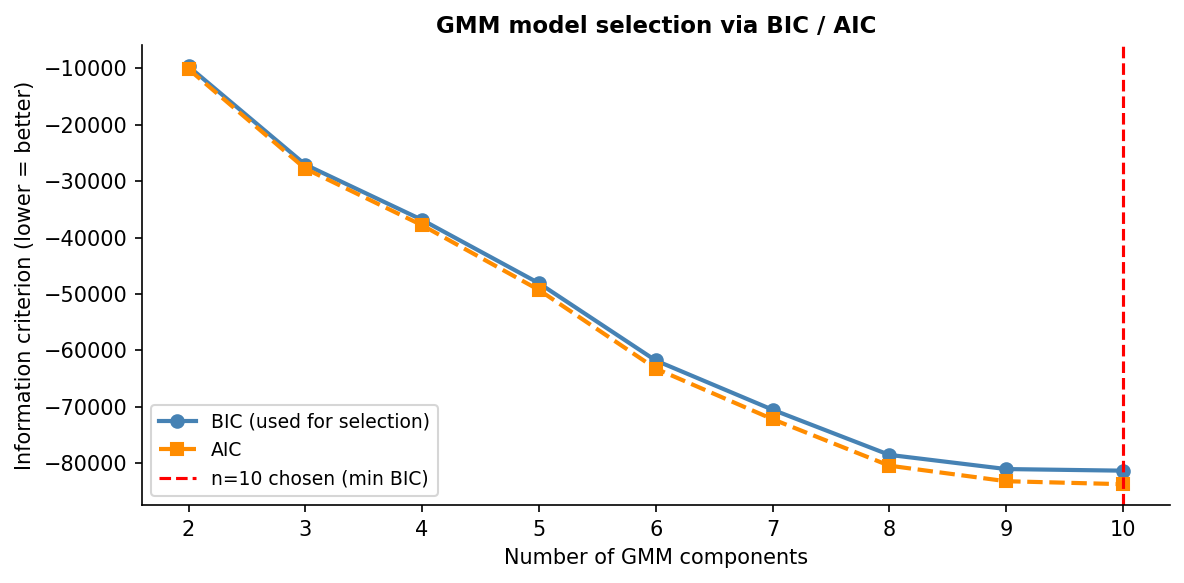 GMM model selection via BIC / AIC
Information criterion (lower = better)
−10000
−20000
−30000
−40000
−50000
−60000
−70000
−80000
BIC (used for selection)
AIC
n=10 chosen (min BIC)
2 3 4 5 6 7 8 9 10
Number of GMM components